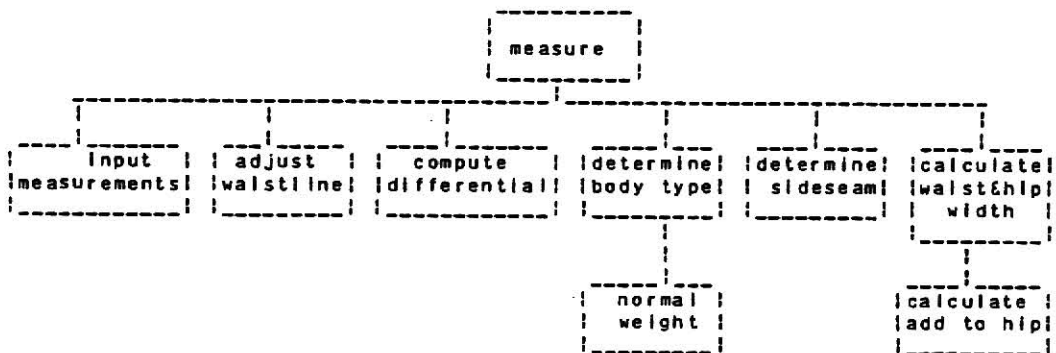 measure
input
measurements
adjust
waistline
compute
differential
determine
body type
determine
sideseam
calculate
waist&hip
width
normal
weight
calculate
add to hip